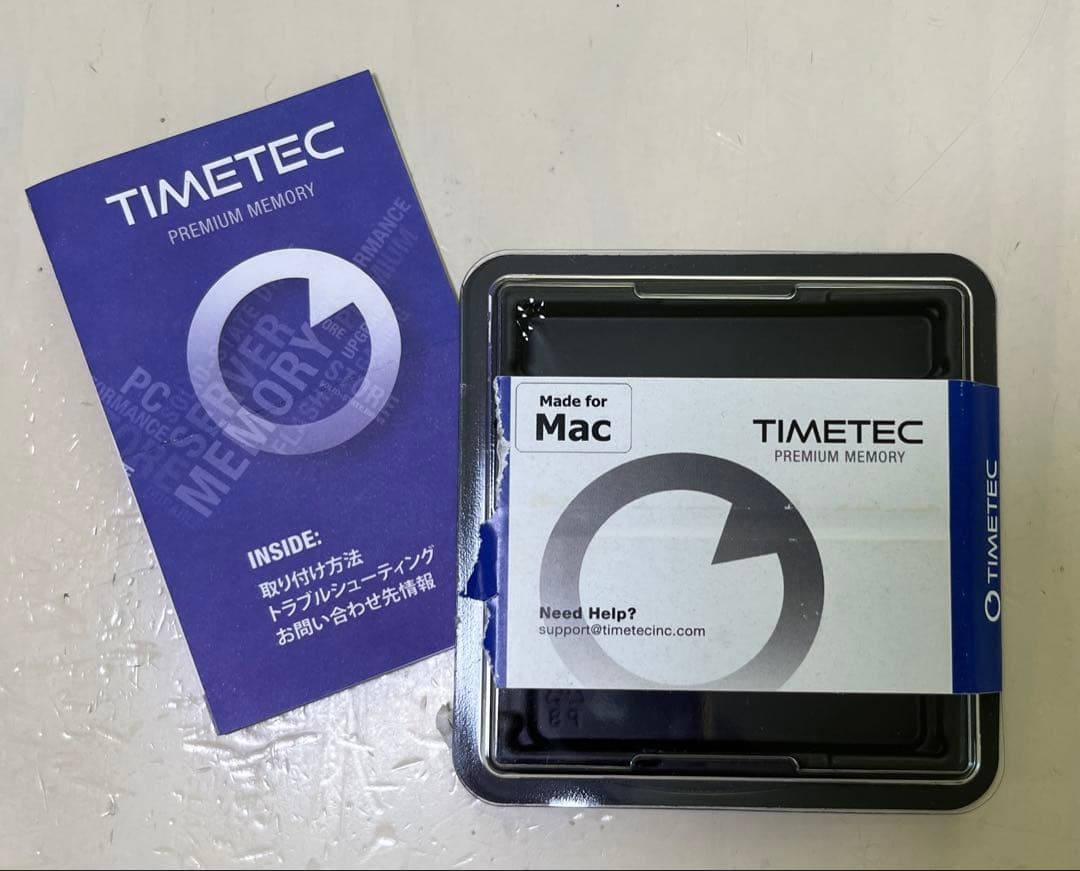 TIMETEC
PREMIUM MEMORY
PC
SERVER
MEMORY
INSIDE:
取り付け方法
トラブルシューティング
お問い合わせ先情報
Made for
Mac
TIMETEC
PREMIUM MEMORY
Need Help?
support@timetecinc.com
TIMETEC